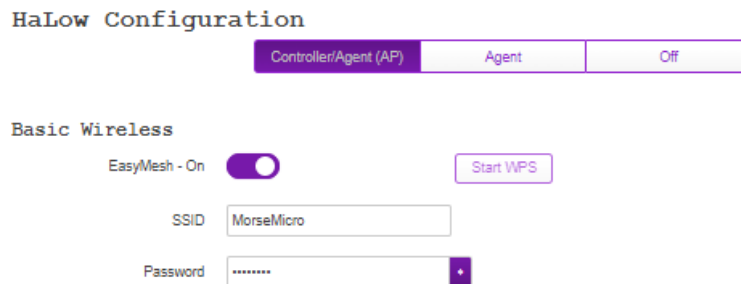 HaLow Configuration
Controller/Agent (AP) Agent Off
Basic Wireless
EasyMesh - On Start WPS
SSID MorseMicro
Password ••••••••